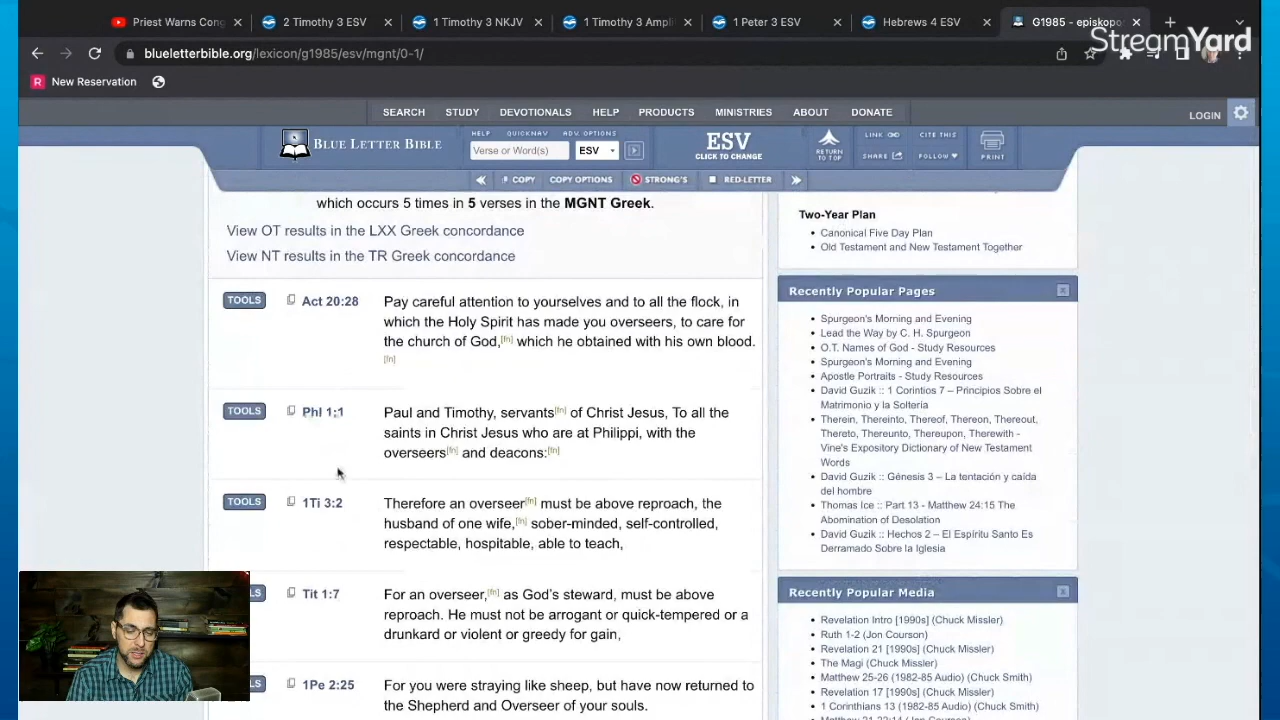 Priest Warns Con
2 Timothy 3 ESV
1 Timothy 3 NKJV
1 Timothy 3 Ampli
1 Peter 3 ESV
Hebrews 4 ESV
G1985 - episkopo
StreamYard
blueletterbible.org/lexicon/g1985/esv/mgnt/0-1/
R New Reservation
SEARCH STUDY DEVOTIONALS HELP PRODUCTS MINISTRIES ABOUT DONATE
LOGIN
BLUE LETTER BIBLE
HELP QUICKNAV ADV. OPTIONS
Verse or Word(s) ESV
ESV
CLICK TO CHANGE
RETURN
TO TOP
LINK
SHARE
CITE THIS
FOLLOW
PRINT
COPY COPY OPTIONS STRONG'S RED-LETTER
which occurs 5 times in 5 verses in the MGNT Greek.
View OT results in the LXX Greek concordance
View NT results in the TR Greek concordance
TOOLS Act 20:28 Pay careful attention to yourselves and to all the flock, in
which the Holy Spirit has made you overseers, to care for
the church of God,[fn] which he obtained with his own blood.
[fn]
TOOLS Phl 1:1 Paul and Timothy, servants[fn] of Christ Jesus, To all the
saints in Christ Jesus who are at Philippi, with the
overseers[fn] and deacons:[fn]
TOOLS 1Ti 3:2 Therefore an overseer[fn] must be above reproach, the
husband of one wife,[fn] sober-minded, self-controlled,
respectable, hospitable, able to teach,
Tit 1:7 For an overseer,[fn] as God's steward, must be above
reproach. He must not be arrogant or quick-tempered or a
drunkard or violent or greedy for gain,
1Pe 2:25 For you were straying like sheep, but have now returned to
the Shepherd and Overseer of your souls.
Two-Year Plan
Canonical Five Day Plan
Old Testament and New Testament Together
Recently Popular Pages
Spurgeon's Morning and Evening
Lead the Way by C. H. Spurgeon
O.T. Names of God - Study Resources
Spurgeon's Morning and Evening
Apostle Portraits - Study Resources
David Guzik :: 1 Corintios 7 – Principios Sobre el
Matrimonio y la Soltería
Therein, Thereinto, Thereof, Thereon, Thereout,
Thereto, Thereunto, Thereupon, Therewith -
Vine's Expository Dictionary of New Testament
Words
David Guzik :: Génesis 3 – La tentación y caída
del hombre
Thomas Ice :: Part 13 - Matthew 24:15 The
Abomination of Desolation
David Guzik :: Hechos 2 – El Espíritu Santo Es
Derramado Sobre la Iglesia
Recently Popular Media
Revelation Intro [1990s] (Chuck Missler)
Ruth 1-2 (Jon Courson)
Revelation 21 [1990s] (Chuck Missler)
The Magi (Chuck Missler)
Matthew 25-26 (1982-85 Audio) (Chuck Smith)
Revelation 17 [1990s] (Chuck Missler)
1 Corinthians 13 (1982-85 Audio) (Chuck Smith)